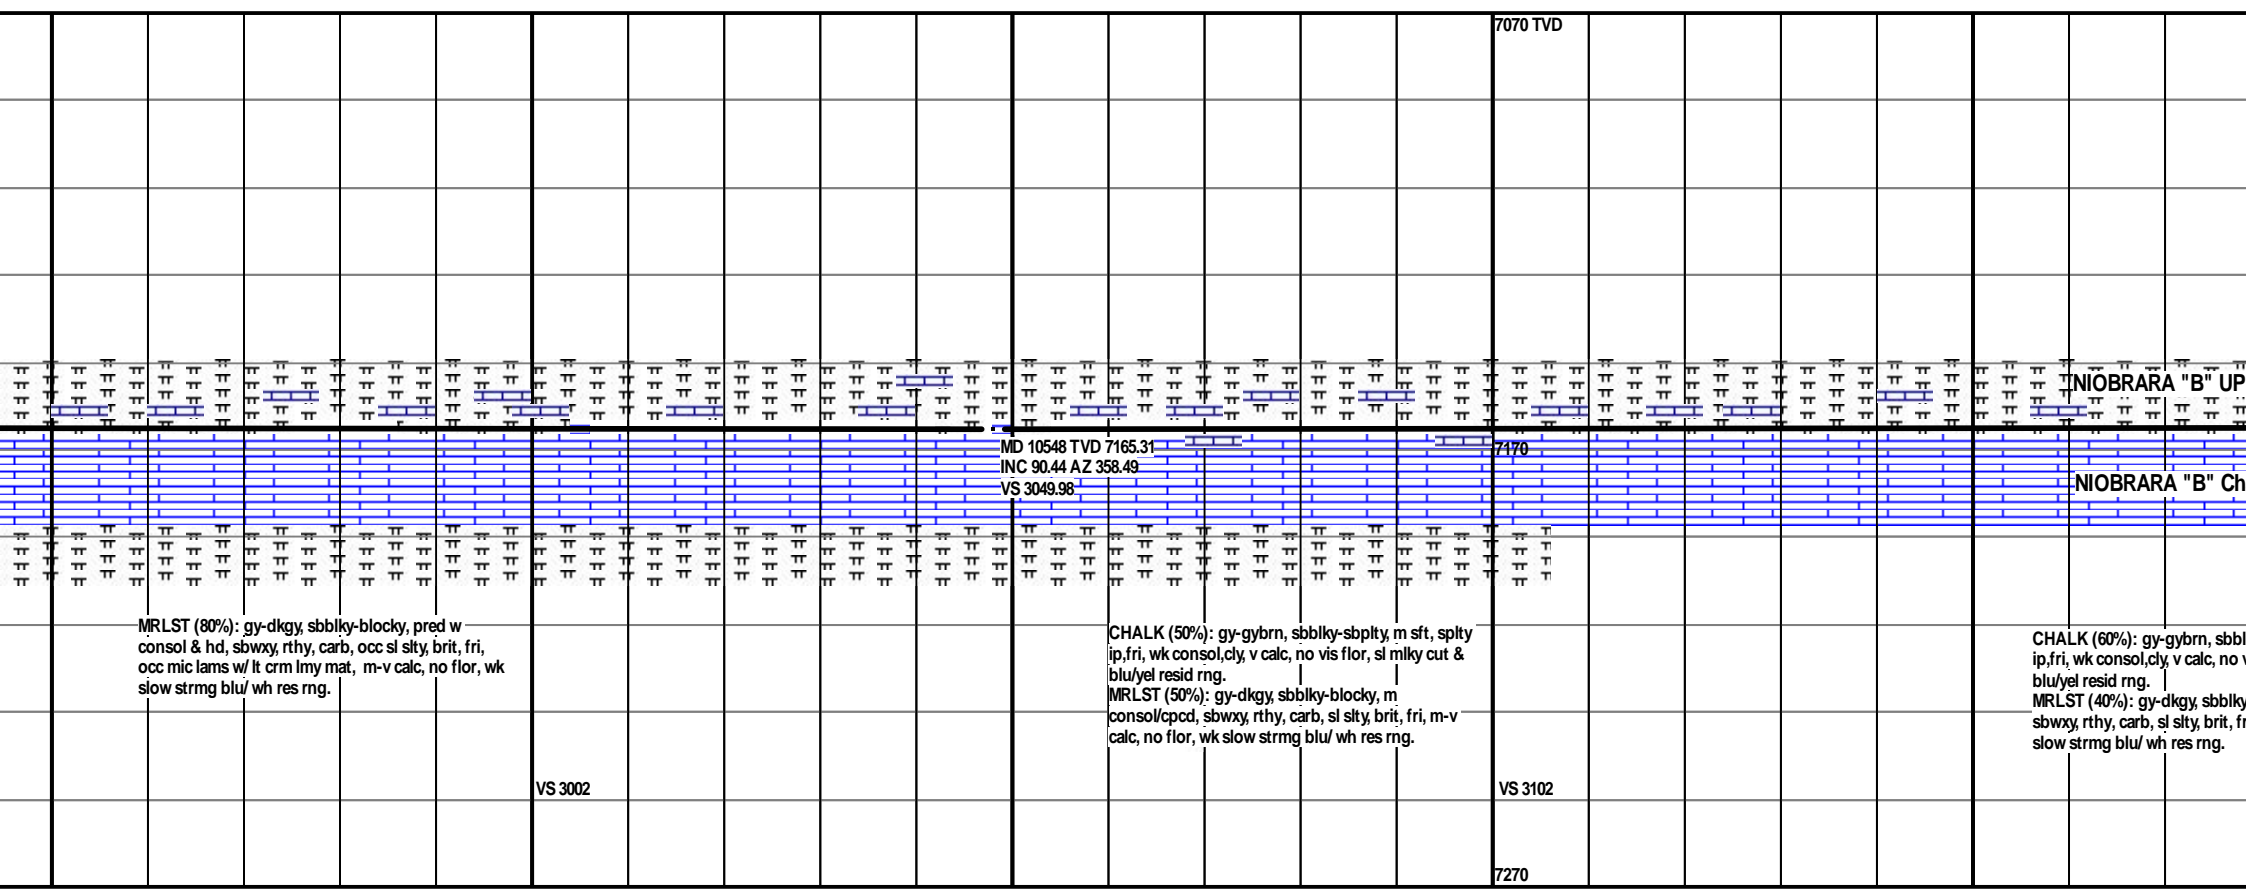 7070 TVD
NIOBRARA "B" UP
MD 10548 TVD 7165.31
INC 90.44 AZ 358.49
VS 3049.98
7170
NIOBRARA "B" Ch
MRLST (80%): gy-dkgy, sbblky-blocky, pred w
consol & hd, sbwxy, rthy, carb, occ sl slty, brit, fri,
occ mic lams w/ lt crm lmy mat,  m-v calc, no flor, wk
slow strmg blu/ wh res rng.
CHALK (50%): gy-gybrn, sbblky-sbplty, m sft, splty
ip,fri, wk consol,cly, v calc, no vis flor, sl mlky cut &
blu/yel resid rng.
MRLST (50%): gy-dkgy, sbblky-blocky, m
consol/cpcd, sbwxy, rthy, carb, sl slty, brit, fri, m-v
calc, no flor, wk slow strmg blu/ wh res rng.
CHALK (60%): gy-gybrn, sbbl
ip,fri, wk consol,cly, v calc, no v
blu/yel resid rng.
MRLST (40%): gy-dkgy, sbblky
sbwxy, rthy, carb, sl slty, brit, fr
slow strmg blu/ wh res rng.
VS 3002
VS 3102
7270